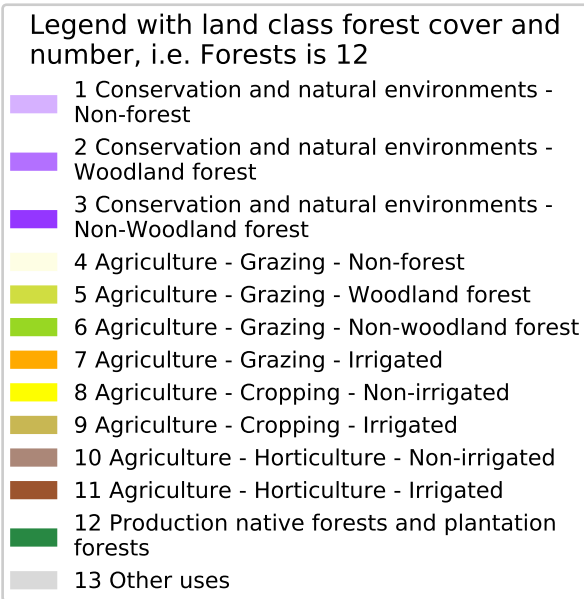 Legend with land class forest cover and
number, i.e. Forests is 12
1 Conservation and natural environments -
Non-forest
2 Conservation and natural environments -
Woodland forest
3 Conservation and natural environments -
Non-Woodland forest
4 Agriculture - Grazing - Non-forest
5 Agriculture - Grazing - Woodland forest
6 Agriculture - Grazing - Non-woodland forest
7 Agriculture - Grazing - Irrigated
8 Agriculture - Cropping - Non-irrigated
9 Agriculture - Cropping - Irrigated
10 Agriculture - Horticulture - Non-irrigated
11 Agriculture - Horticulture - Irrigated
12 Production native forests and plantation
forests
13 Other uses